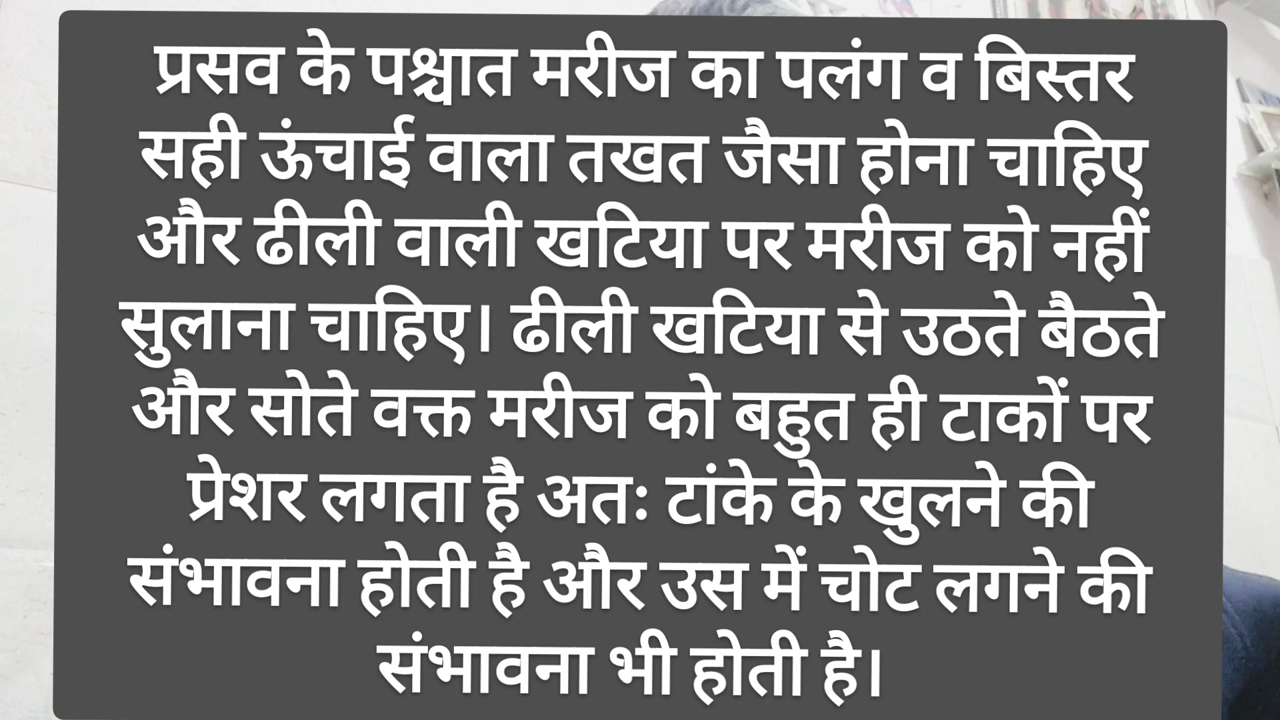 प्रसव के पश्चात मरीज का पलंग व बिस्तर
सही ऊंचाई वाला तखत जैसा होना चाहिए
और ढीली वाली खटिया पर मरीज को नहीं
सुलाना चाहिए। ढीली खटिया से उठते बैठते
और सोते वक्त मरीज को बहुत ही टाकों पर
प्रेशर लगता है अतः टांके के खुलने की
संभावना होती है और उस में चोट लगने की
संभावना भी होती है।